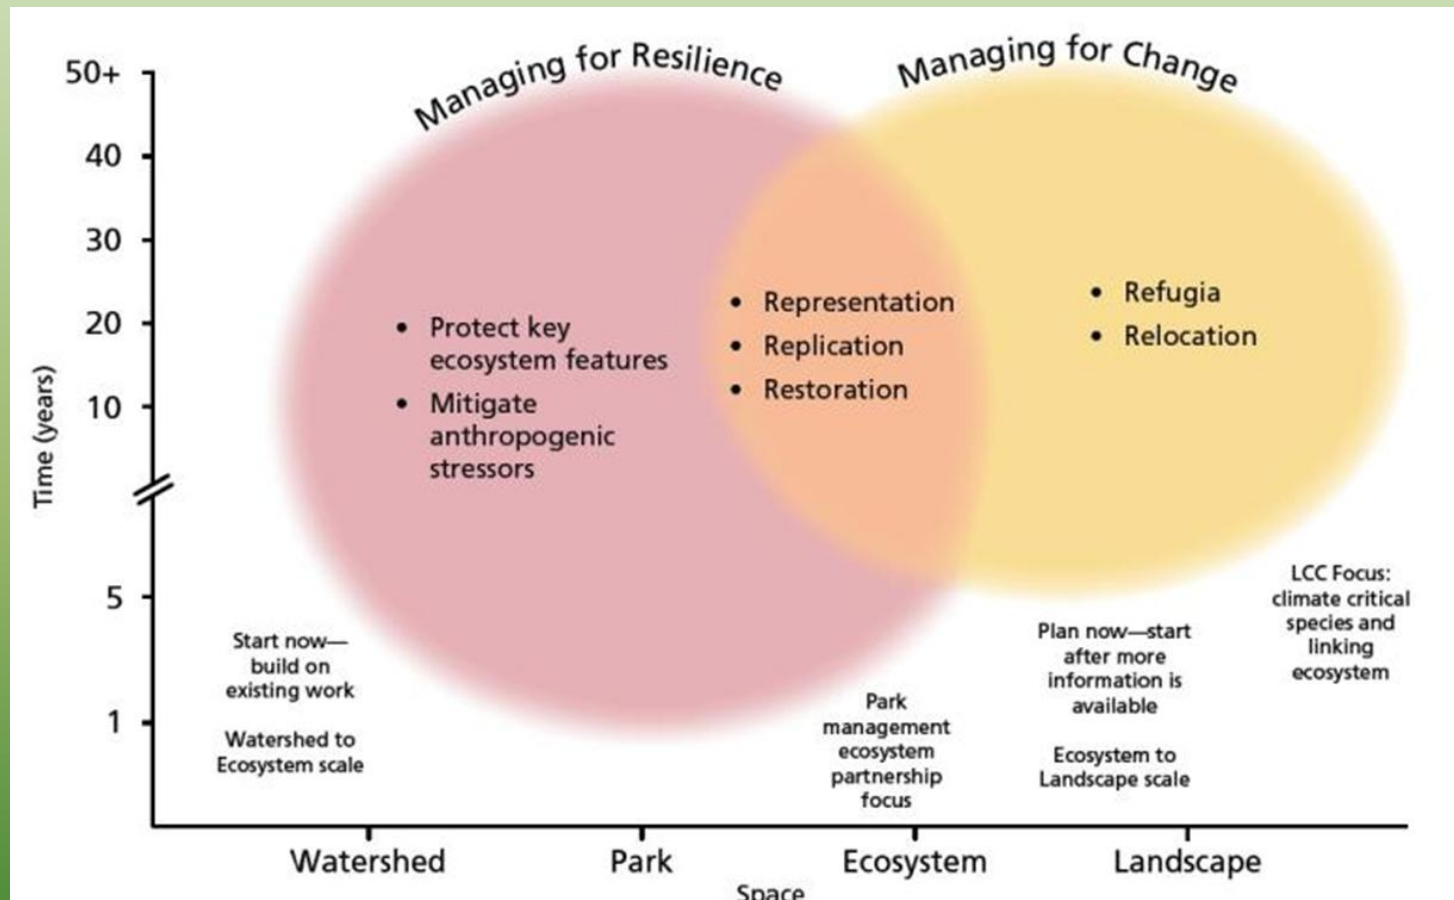 Managing for Resilience
Managing for Change
50+
40
30
20
10
5
1
Time (years)
• Protect key
ecosystem features
• Mitigate
anthropogenic
stressors
• Representation
• Replication
• Restoration
• Refugia
• Relocation
Start now—
build on
existing work
Watershed to
Ecosystem scale
Park
management
ecosystem
partnership
focus
Plan now—start
after more
information is
available
Ecosystem to
Landscape scale
LCC Focus:
climate critical
species and
linking
ecosystem
Watershed
Park
Ecosystem
Landscape
Space